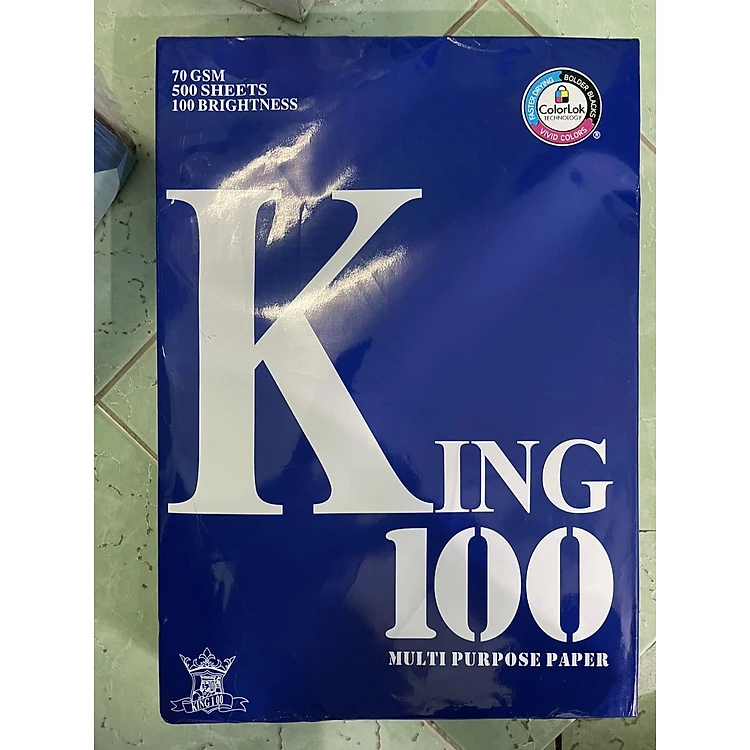 70 GSM
500 SHEETS
100 BRIGHTNESS
FASTER DRYING
BOLDER BLACKS
ColorLok
TECHNOLOGY
VIVID COLORS
®
KING
100
MULTI PURPOSE PAPER
KING 100